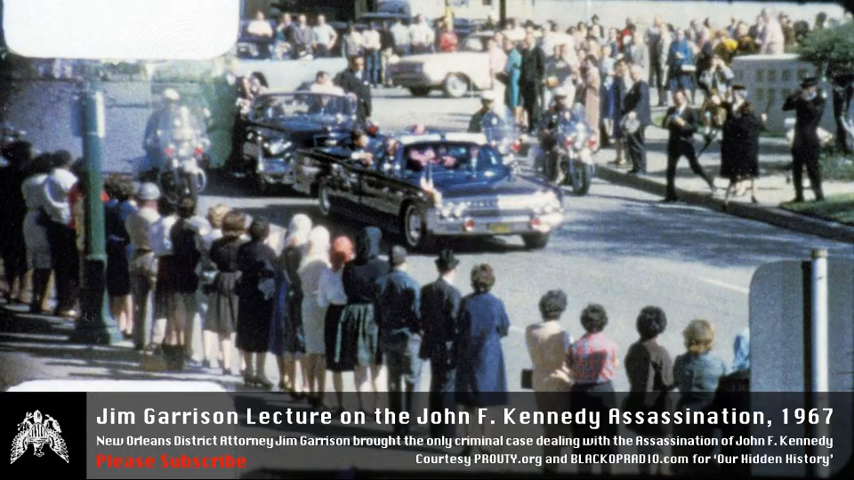 Jim Garrison Lecture on the John F. Kennedy Assassination, 1967
New Orleans District Attorney Jim Garrison brought the only criminal case dealing with the Assassination of John F. Kennedy
Please Subscribe
Courtesy PROUTY.org and BLACKOPRADIO.com for 'Our Hidden History'